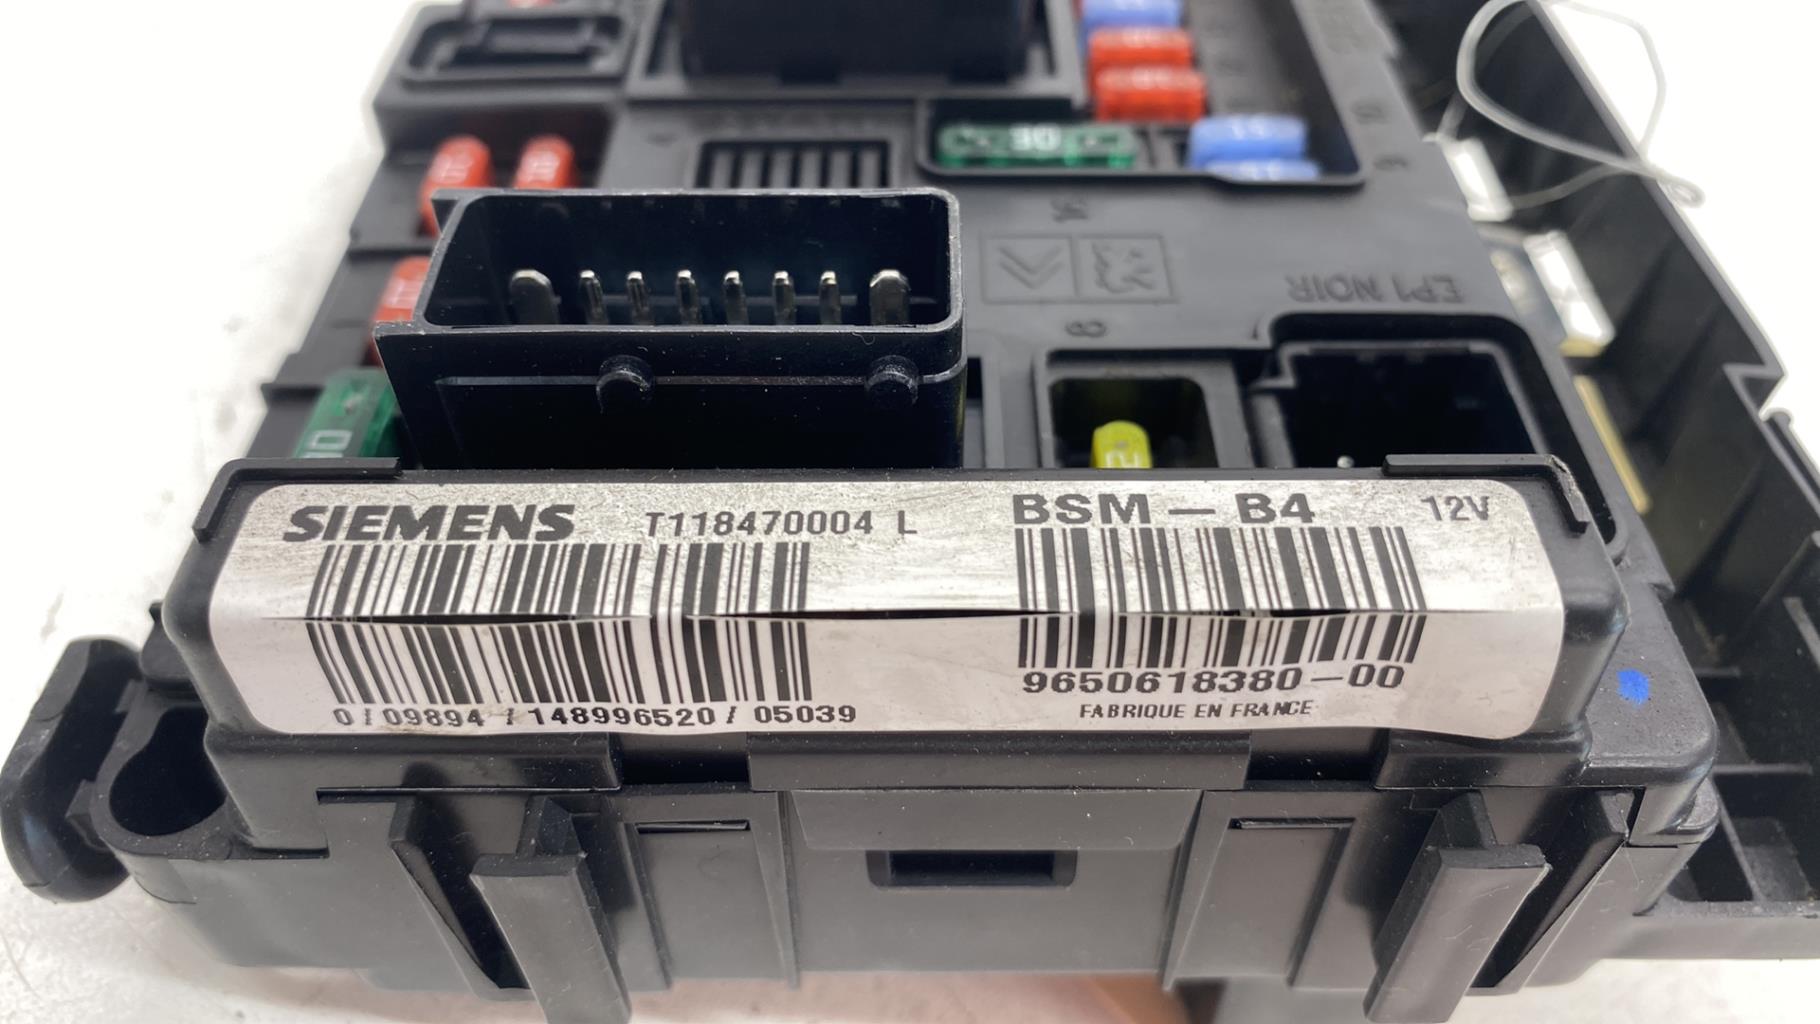 30
EP1 NOIR
SIEMENS T118470004 L BSM-B4 12V
9650618380-00
0/09894/148996520/05039 FABRIQUE EN FRANCE